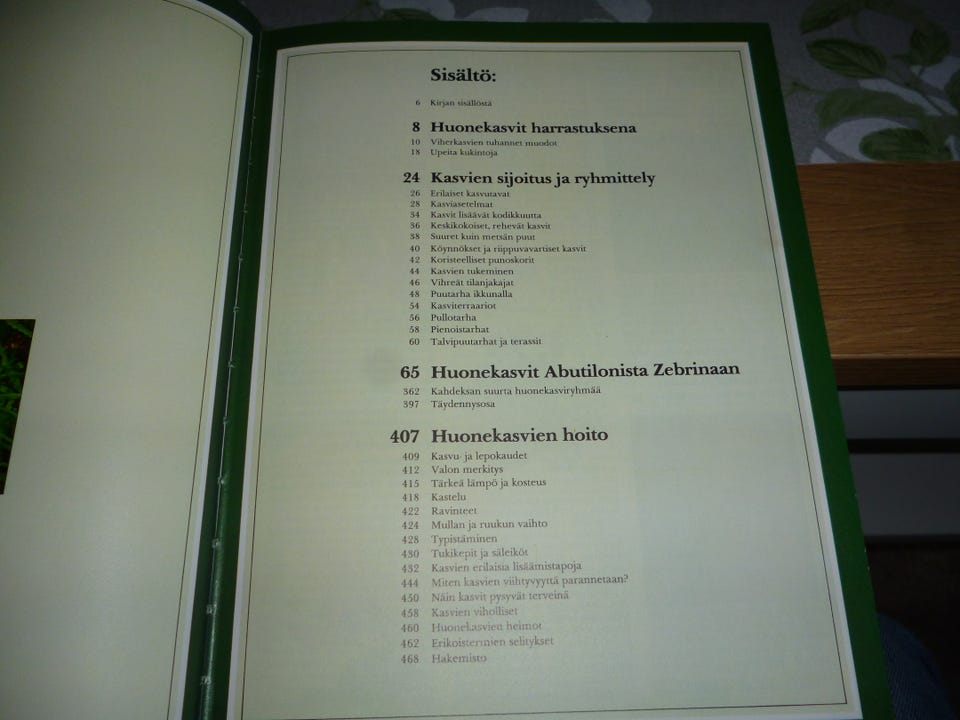 Sisältö:
6 Kirjan sisällöstä
8 Huonekasvit harrastuksena
10 Viherkasvien tuhannet muodot
18 Upeita kukintoja
24 Kasvien sijoitus ja ryhmittely
26 Erilaiset kasvutavat
28 Kasviasetelmat
34 Kasvit lisäävät kodikkuutta
36 Keskikokoiset, rehevät kasvit
38 Suuret kuin metsän puut
40 Köynnökset ja riippuvavartiset kasvit
42 Koristeelliset punoskorit
44 Kasvien tukeminen
46 Vihreät tilanjakajat
48 Puutarha ikkunalla
54 Kasviterraariot
56 Pullotarha
58 Pienoistarhat
60 Talvipuutarhat ja terassit
65 Huonekasvit Abutilonista Zebrinaan
362 Kahdeksan suurta huonekasviryhmää
397 Täydennysosa
407 Huonekasvien hoito
409 Kasvu- ja lepokaudet
412 Valon merkitys
415 Tärkeä lämpö ja kosteus
418 Kastelu
422 Ravinteet
424 Mullan ja ruukun vaihto
428 Typistäminen
430 Tukikepit ja säleiköt
432 Kasvien erilaisia lisäämistapoja
444 Miten kasvien viihtyvyyttä parannetaan?
450 Näin kasvit pysyvät terveinä
458 Kasvien viholliset
460 Huonekasvien heimot
462 Erikoistermien selitykset
468 Hakemisto